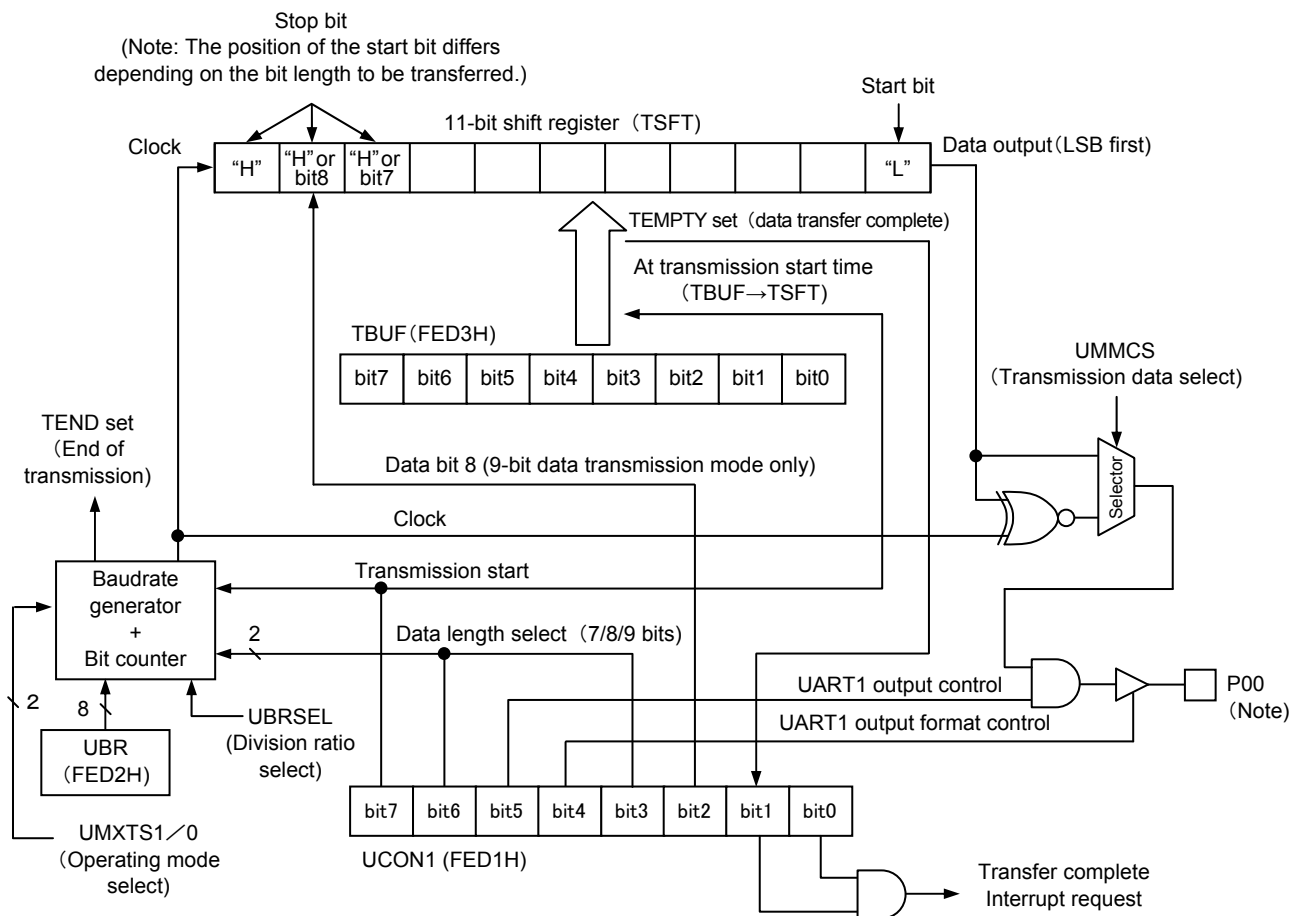 Stop bit
(Note: The position of the start bit differs
depending on the bit length to be transferred.)
Start bit
11-bit shift register（TSFT）
Clock
Data output（LSB first）
“H”
“H” or
bit8
“H” or
bit7
“L”
TEMPTY set（data transfer complete）
At transmission start time
（TBUF→TSFT）
TBUF（FED3H）
bit7 bit6 bit5 bit4 bit3 bit2 bit1 bit0
UMMCS
（Transmission data select）
TEND set
（End of
transmission）
Data bit 8 (9-bit data transmission mode only)
Selector
Clock
Transmission start
Baudrate
generator
+
Bit counter
2
Data length select（7/8/9 bits）
2
8
UART1 output control
P00
（Note）
UBRSEL
(Division ratio
select)
UART1 output format control
UBR
(FED2H)
bit7 bit6 bit5 bit4 bit3 bit2 bit1 bit0
UMXTS1／0
（Operating mode
select）
UCON1 (FED1H)
Transfer complete
Interrupt request